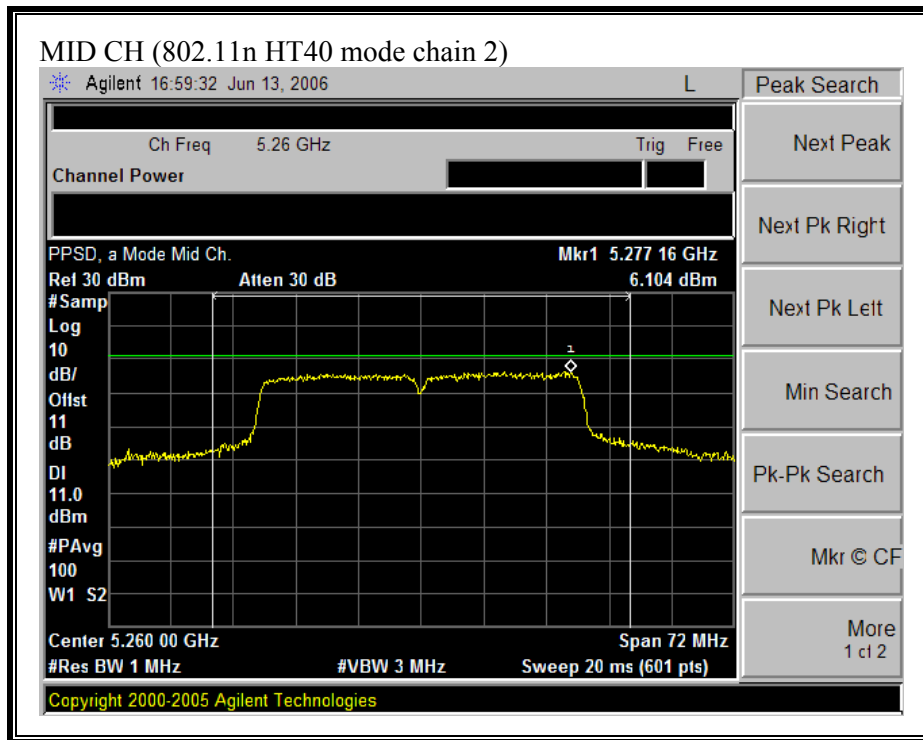 MID CH (802.11n HT40 mode chain 2)
Agilent 16:59:32 Jun 13, 2006 L
Peak Search
Ch Freq 5.26 GHz Trig Free
Channel Power
Next Peak
Next Pk Right
PPSD, a Mode Mid Ch. Mkr1 5.277 16 GHz
Ref 30 dBm Atten 30 dB 6.104 dBm
#Samp
Log
10
dB/
Offst
11
dB
DI
11.0
dBm
#PAvg
100
W1 S2
1
Next Pk Left
Min Search
Pk-Pk Search
Mkr © CF
More
1 of 2
Center 5.260 00 GHz Span 72 MHz
#Res BW 1 MHz #VBW 3 MHz Sweep 20 ms (601 pts)
Copyright 2000-2005 Agilent Technologies